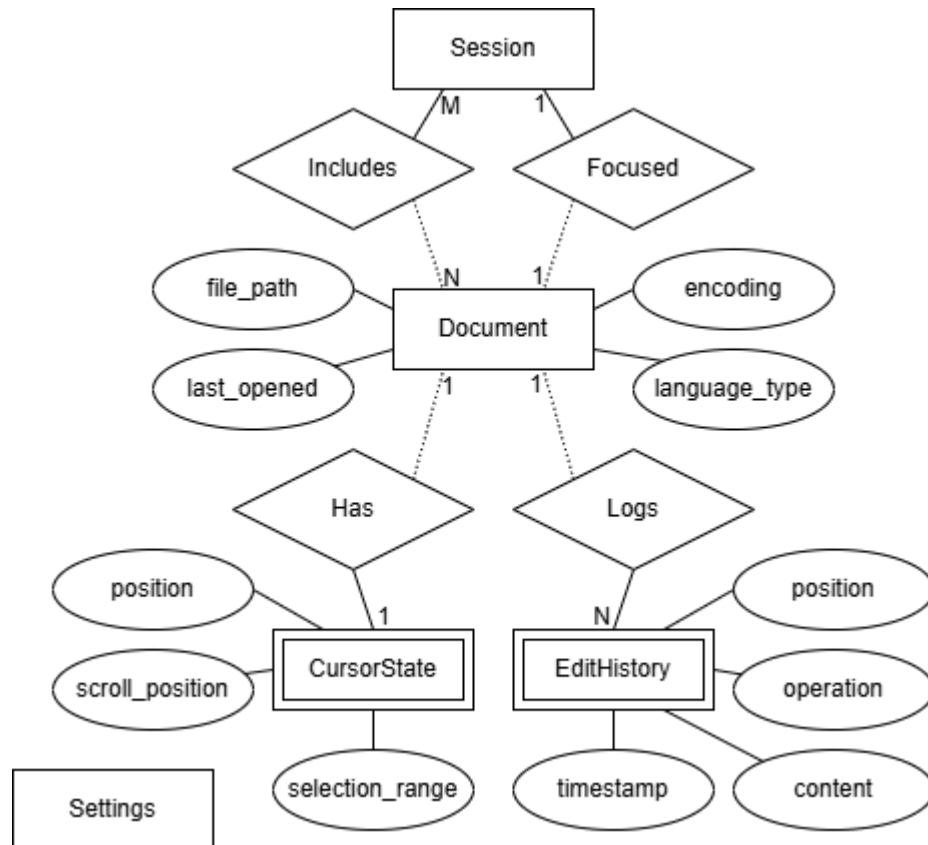 Session
M
1
Includes
Focused
N
1
file_path
encoding
Document
last_opened
language_type
1
1
Has
Logs
position
1
N
position
CursorState
EditHistory
scroll_position
operation
selection_range
timestamp
content
Settings